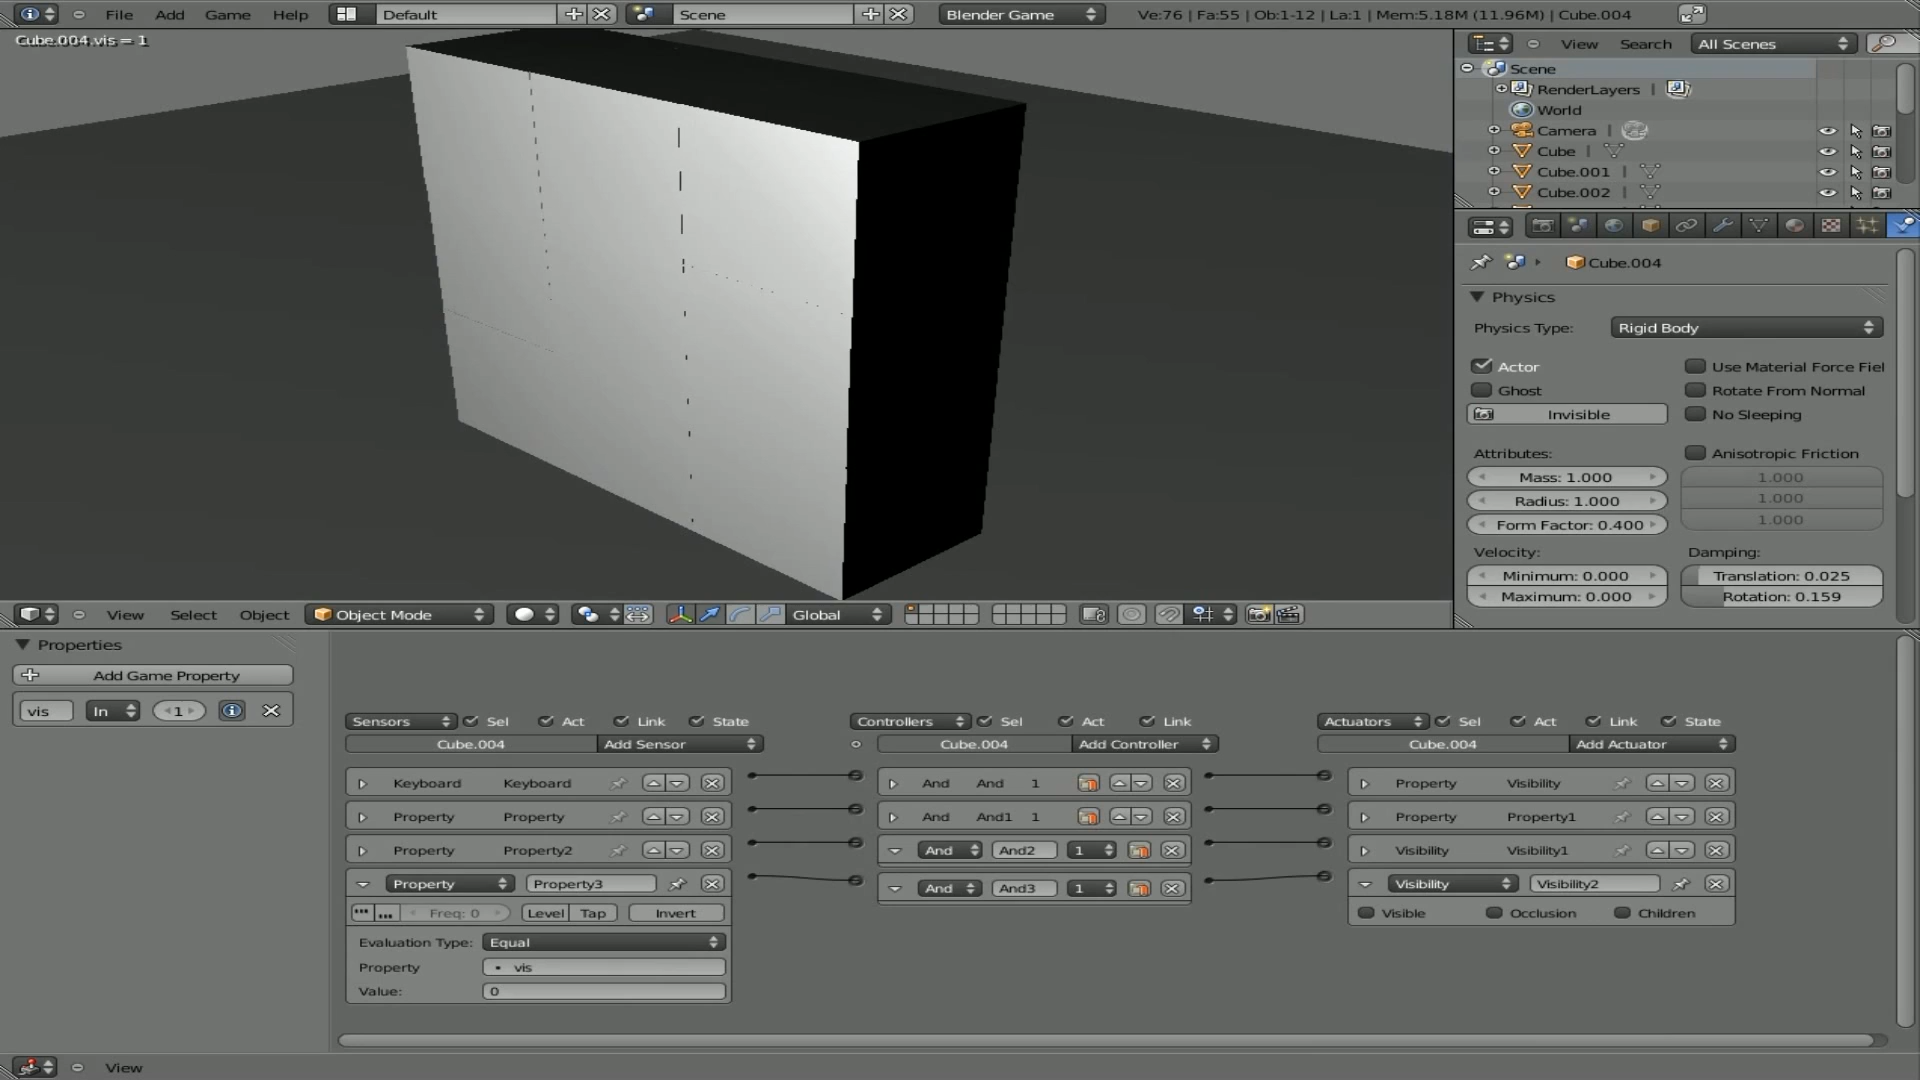 File Add Game Help Default Scene Blender Game Ve:76 | Fa:55 | Ob:1-12 | La:1 | Mem:5.18M (11.96M) | Cube.004
Cube.004.vis = 1
View Search All Scenes
Scene
RenderLayers |
World
Camera |
Cube |
Cube.001 |
Cube.002 |
Cube.004
Physics
Physics Type: Rigid Body
Actor Use Material Force Fiel
Ghost Rotate From Normal
Invisible No Sleeping
Attributes: Anisotropic Friction
Mass: 1.000 1.000
Radius: 1.000 1.000
Form Factor: 0.400 1.000
Velocity: Damping:
Minimum: 0.000 Translation: 0.025
Maximum: 0.000 Rotation: 0.159
View Select Object Object Mode Global
Properties
Add Game Property
vis In 1
Sensors Sel Act Link State Controllers Sel Act Link Actuators Sel Act Link State
Cube.004 Add Sensor Cube.004 Add Controller Cube.004 Add Actuator
Keyboard Keyboard And And 1 Property Visibility
Property Property And And1 1 Property Property1
Property Property2 And And2 1 Visibility Visibility1
Property Property3 And And3 1 Visibility Visibility2
Freq: 0 Level Tap Invert Visible Occlusion Children
Evaluation Type: Equal
Property vis
Value: 0
View